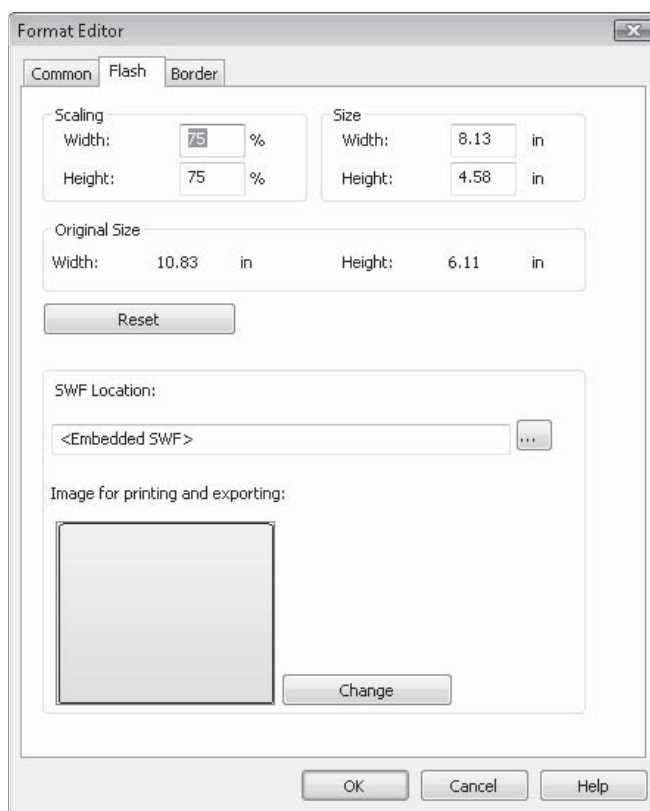 Format Editor
Common Flash Border
Scaling
Width: 75 %
Height: 75 %
Size
Width: 8.13 in
Height: 4.58 in
Original Size
Width: 10.83 in Height: 6.11 in
Reset
SWF Location:
<Embedded SWF> ...
Image for printing and exporting:
Change
OK Cancel Help